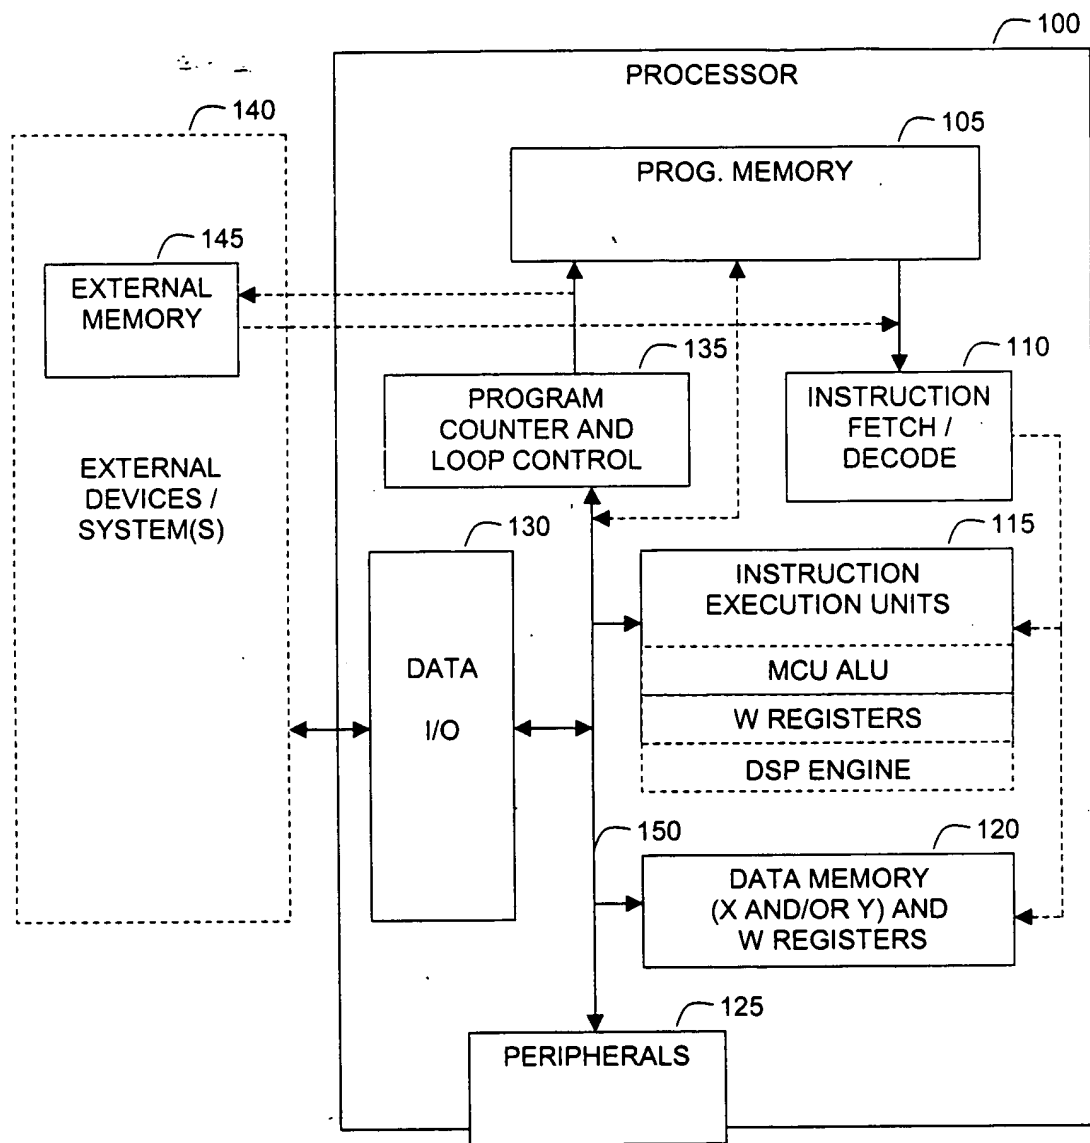 100
PROCESSOR
140
105
PROG. MEMORY
145
EXTERNAL
MEMORY
135
PROGRAM
COUNTER AND
LOOP CONTROL
110
INSTRUCTION
FETCH /
DECODE
EXTERNAL
DEVICES /
SYSTEM(S)
130
DATA
I/O
115
INSTRUCTION
EXECUTION UNITS
MCU ALU
W REGISTERS
DSP ENGINE
150
120
DATA MEMORY
(X AND/OR Y) AND
W REGISTERS
125
PERIPHERALS